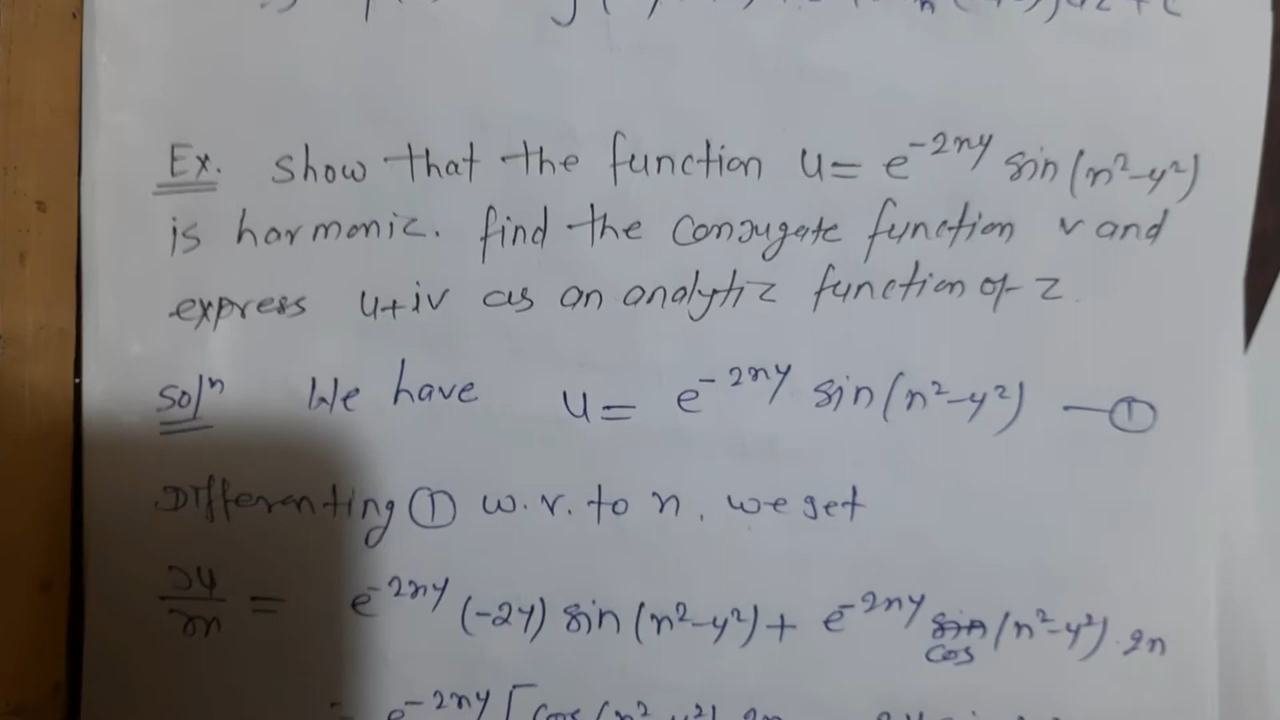 Ex. Show that the function u = e^{-2xy} sin(x²-y²)
is harmonic. find the conjugate function v and
express u+iv as an analytic function of z.
Solⁿ We have u = e^{-2xy} sin(x²-y²) —①
Differenting ① w.r. to x, we get
∂u/∂x = e^{-2xy} (-2y) sin(x²-y²) + e^{-2xy} cos(x²-y²) · 2x